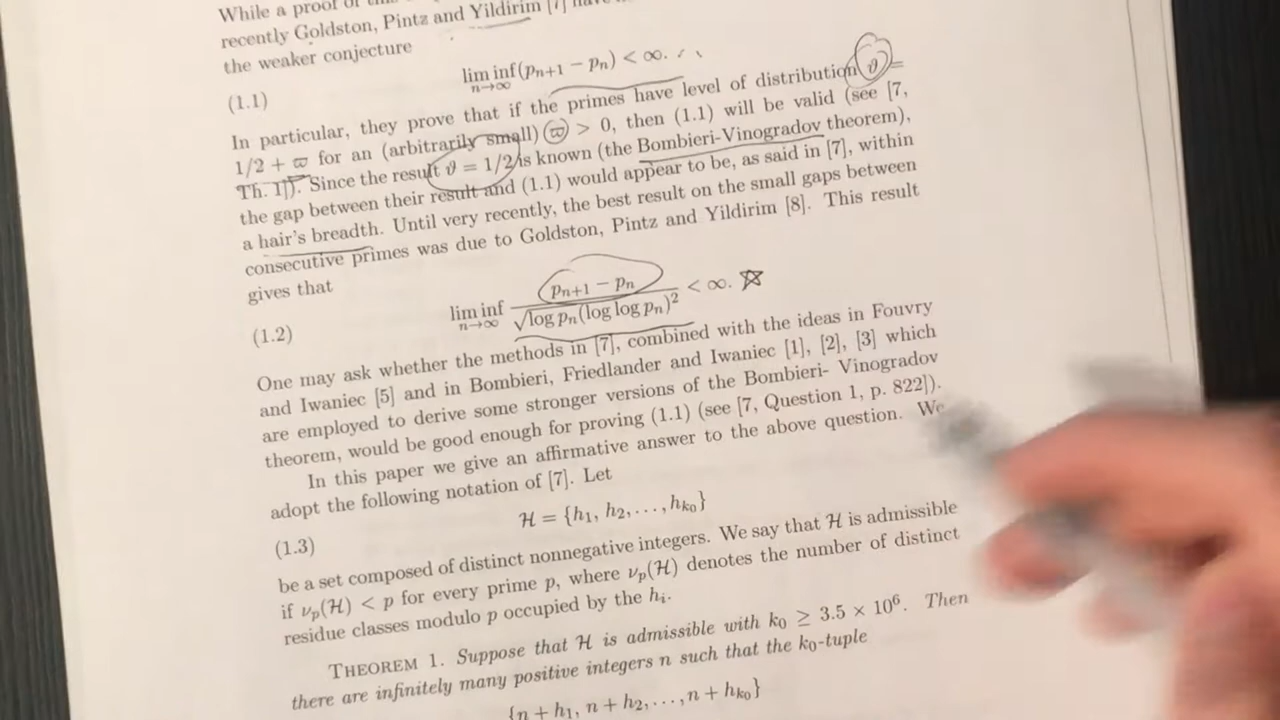 While a proof of
recently Goldston, Pintz and Yildirim [7] have
the weaker conjecture
(1.1) lim inf_{n→∞} (p_{n+1} − p_n) < ∞.
In particular, they prove that if the primes have level of distribution ϑ =
1/2 + ϖ for an (arbitrarily small) ϖ > 0, then (1.1) will be valid (see [7,
Th. 1]). Since the result ϑ = 1/2 is known (the Bombieri-Vinogradov theorem),
the gap between their result and (1.1) would appear to be, as said in [7], within
a hair's breadth. Until very recently, the best result on the small gaps between
consecutive primes was due to Goldston, Pintz and Yildirim [8]. This result
gives that
(1.2) lim inf_{n→∞} (p_{n+1} − p_n) / (√log p_n (log log p_n)^2) < ∞. ☆
One may ask whether the methods in [7], combined with the ideas in Fouvry
and Iwaniec [5] and in Bombieri, Friedlander and Iwaniec [1], [2], [3] which
are employed to derive some stronger versions of the Bombieri- Vinogradov
theorem, would be good enough for proving (1.1) (see [7, Question 1, p. 822]).
In this paper we give an affirmative answer to the above question. We
adopt the following notation of [7]. Let
(1.3) ℋ = {h_1, h_2, . . . , h_{k_0}}
be a set composed of distinct nonnegative integers. We say that ℋ is admissible
if ν_p(ℋ) < p for every prime p, where ν_p(ℋ) denotes the number of distinct
residue classes modulo p occupied by the h_i.
THEOREM 1. Suppose that ℋ is admissible with k_0 ≥ 3.5 × 10^6. Then
there are infinitely many positive integers n such that the k_0-tuple
{n + h_1, n + h_2, . . . , n + h_{k_0}}